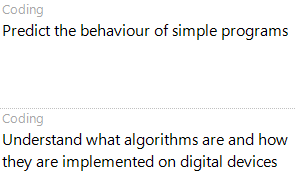 Coding
Predict the behaviour of simple programs
Coding
Understand what algorithms are and how
they are implemented on digital devices